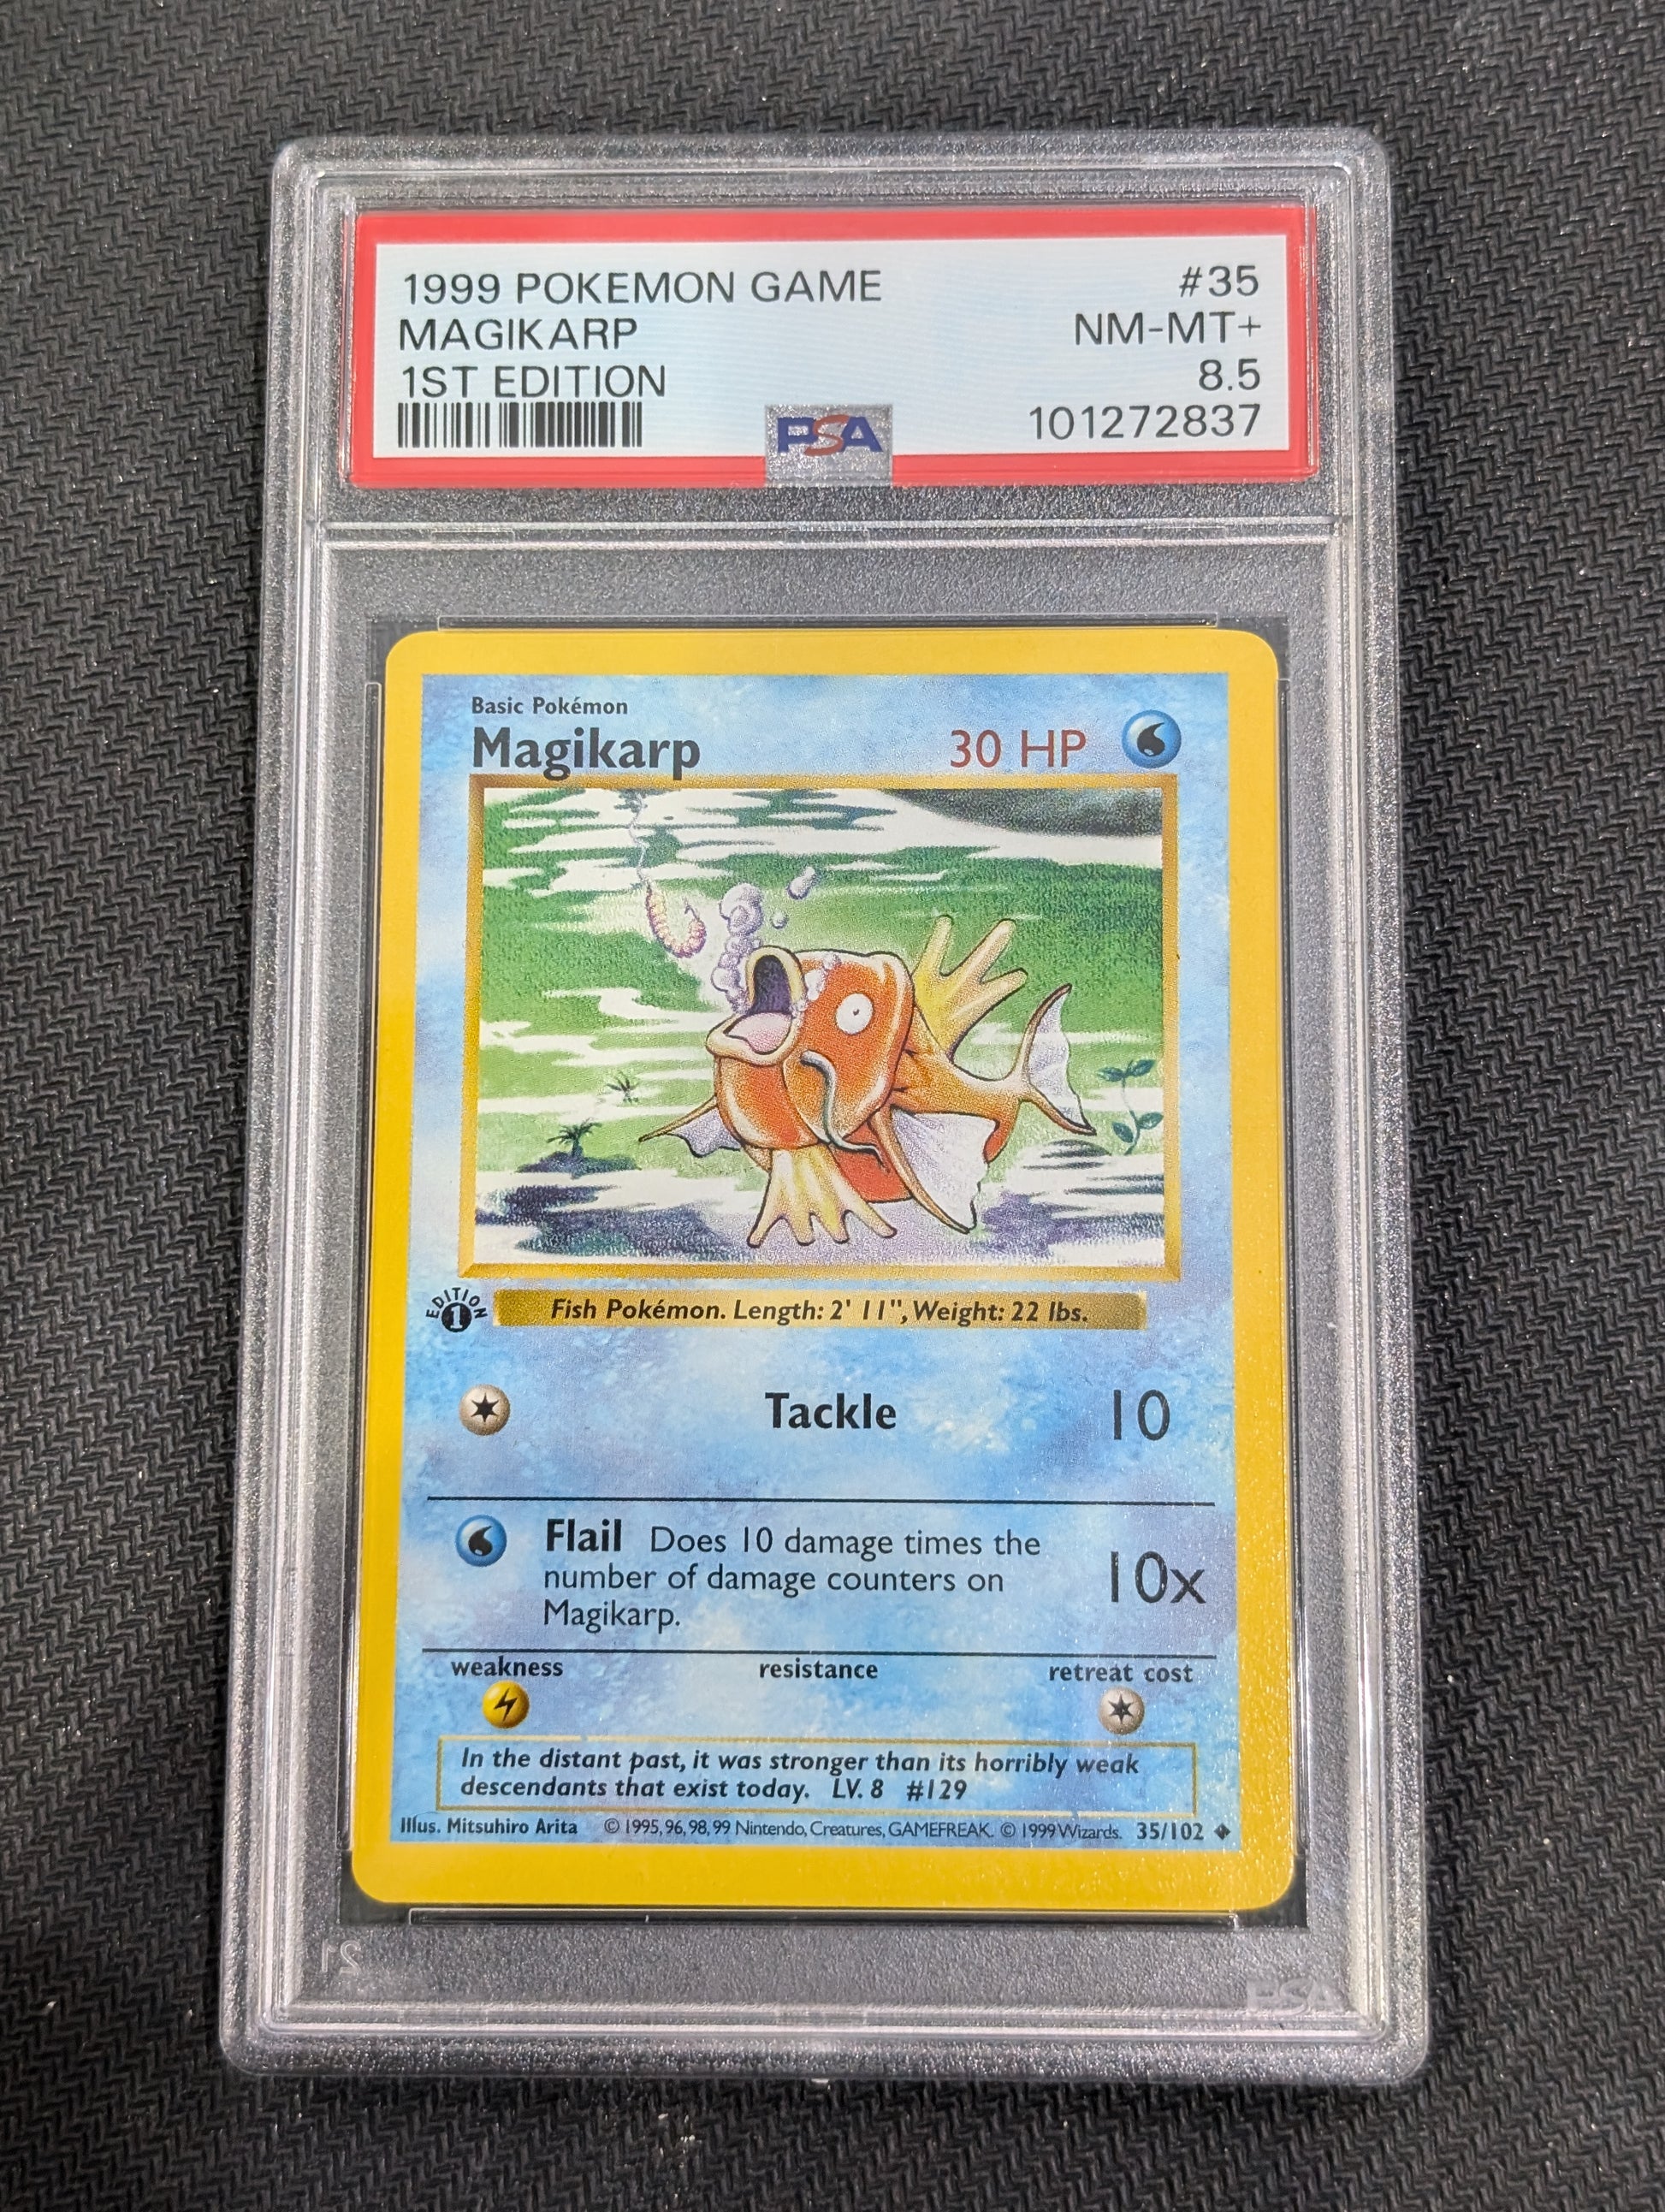 1999 POKEMON GAME #35
MAGIKARP NM-MT+
1ST EDITION 8.5
PSA 101272837
Basic Pokémon
Magikarp 30 HP
EDITION
1
Fish Pokémon. Length: 2' 11", Weight: 22 lbs.
Tackle 10
Flail Does 10 damage times the
number of damage counters on
Magikarp.
10x
weakness resistance retreat cost
In the distant past, it was stronger than its horribly weak
descendants that exist today. LV. 8 #129
Illus. Mitsuhiro Arita © 1995, 96, 98, 99 Nintendo, Creatures, GAMEFREAK. © 1999 Wizards. 35/102
21
PSA